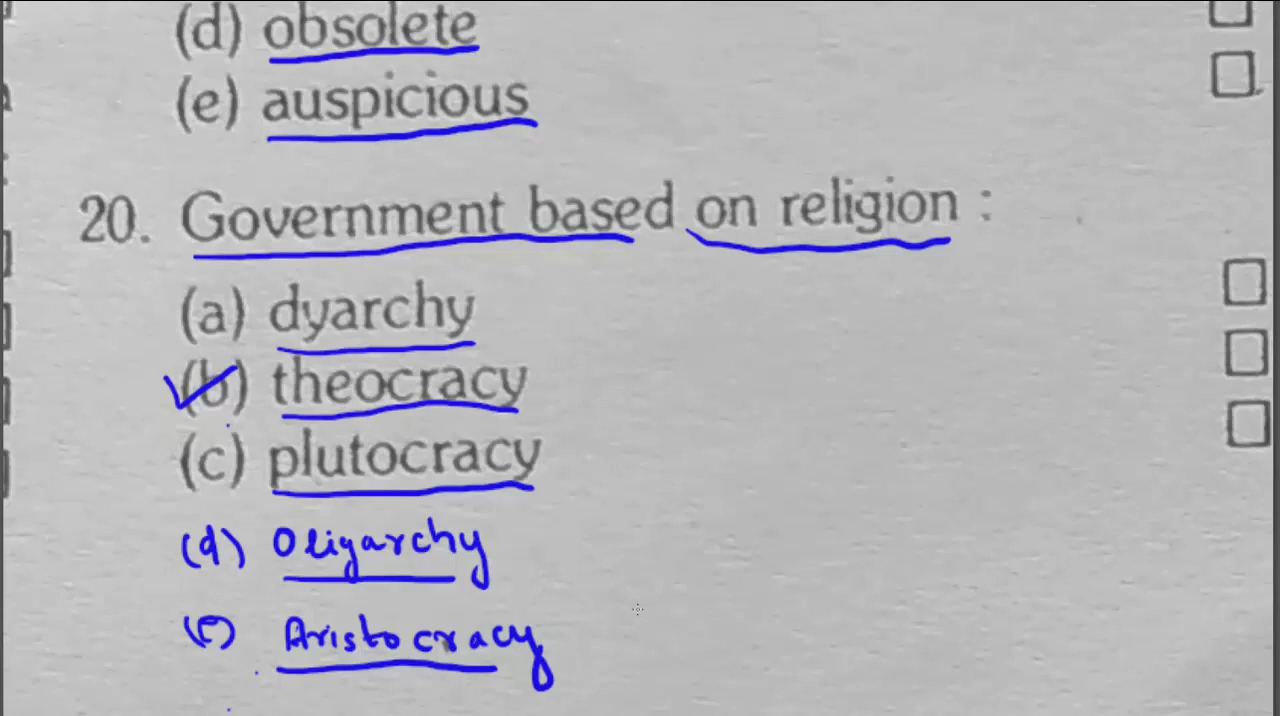 (d) obsolete
(e) auspicious
20. Government based on religion :
(a) dyarchy
(b) theocracy
(c) plutocracy
(d) Oligarchy
(e) Aristocracy